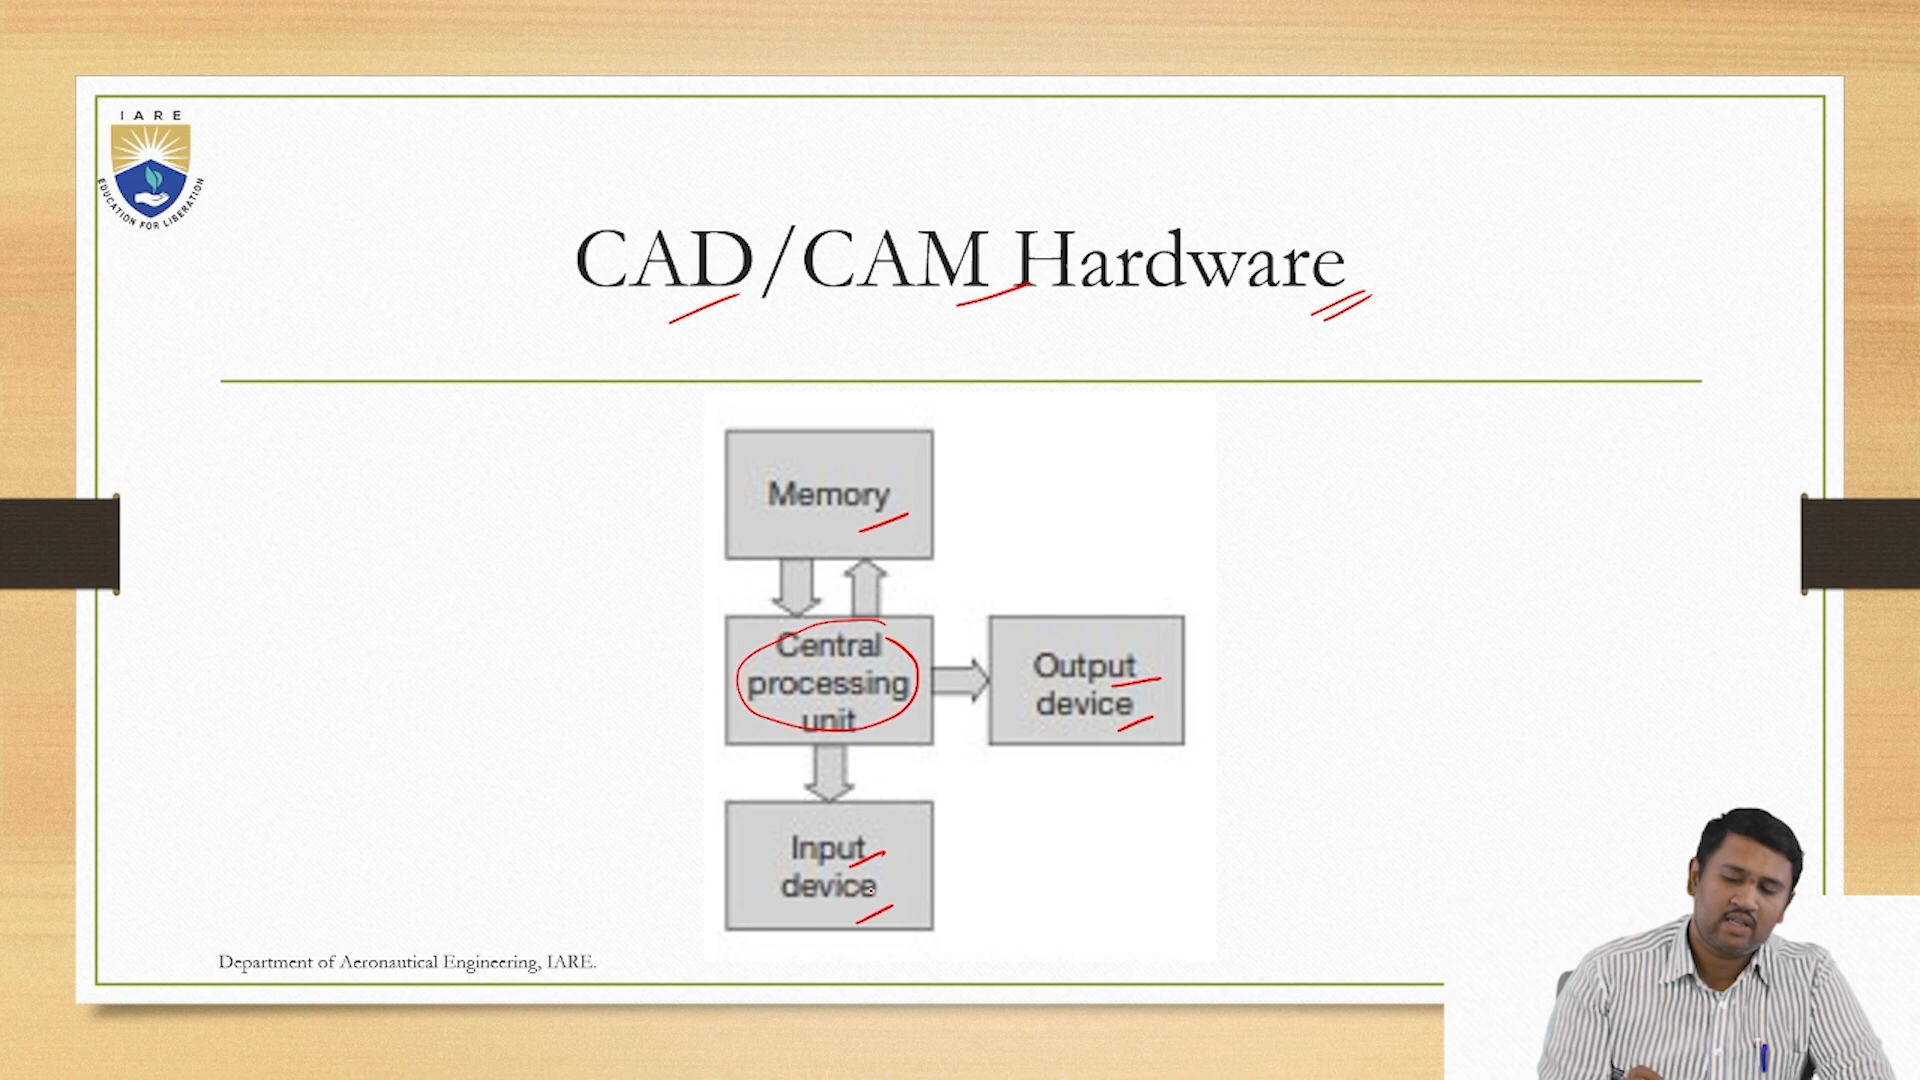 IARE
EDUCATION FOR LIBERATION
CAD/CAM Hardware
Memory
Central
processing
unit
Output
device
Input
device
Department of Aeronautical Engineering, IARE.